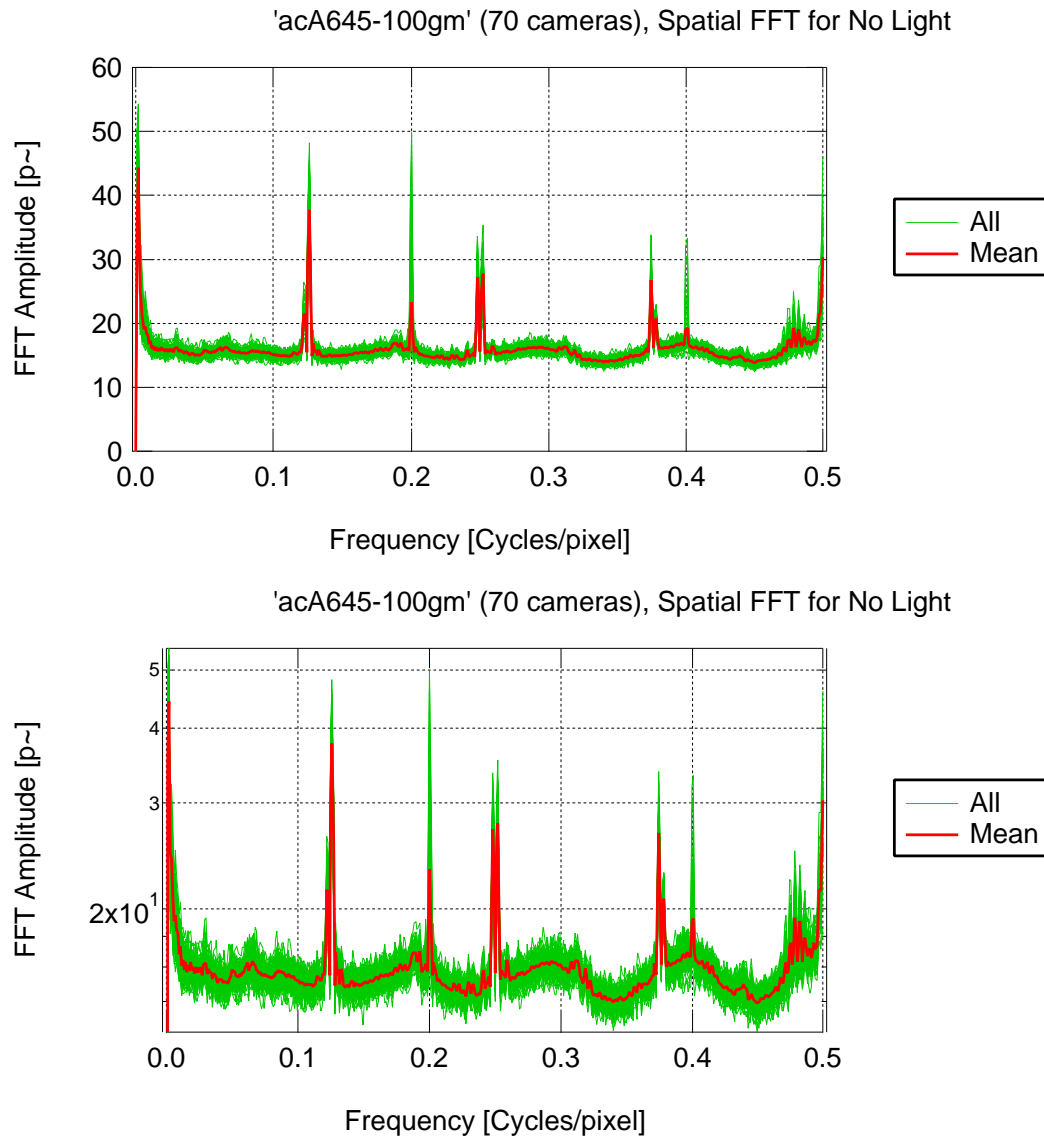 'acA645-100gm' (70 cameras), Spatial FFT for No Light
60
50
40
30
20
10
0
FFT Amplitude [p~]
0.0 0.1 0.2 0.3 0.4 0.5
Frequency [Cycles/pixel]
All
Mean
'acA645-100gm' (70 cameras), Spatial FFT for No Light
5
4
3
2x10¹
FFT Amplitude [p~]
0.0 0.1 0.2 0.3 0.4 0.5
Frequency [Cycles/pixel]
All
Mean